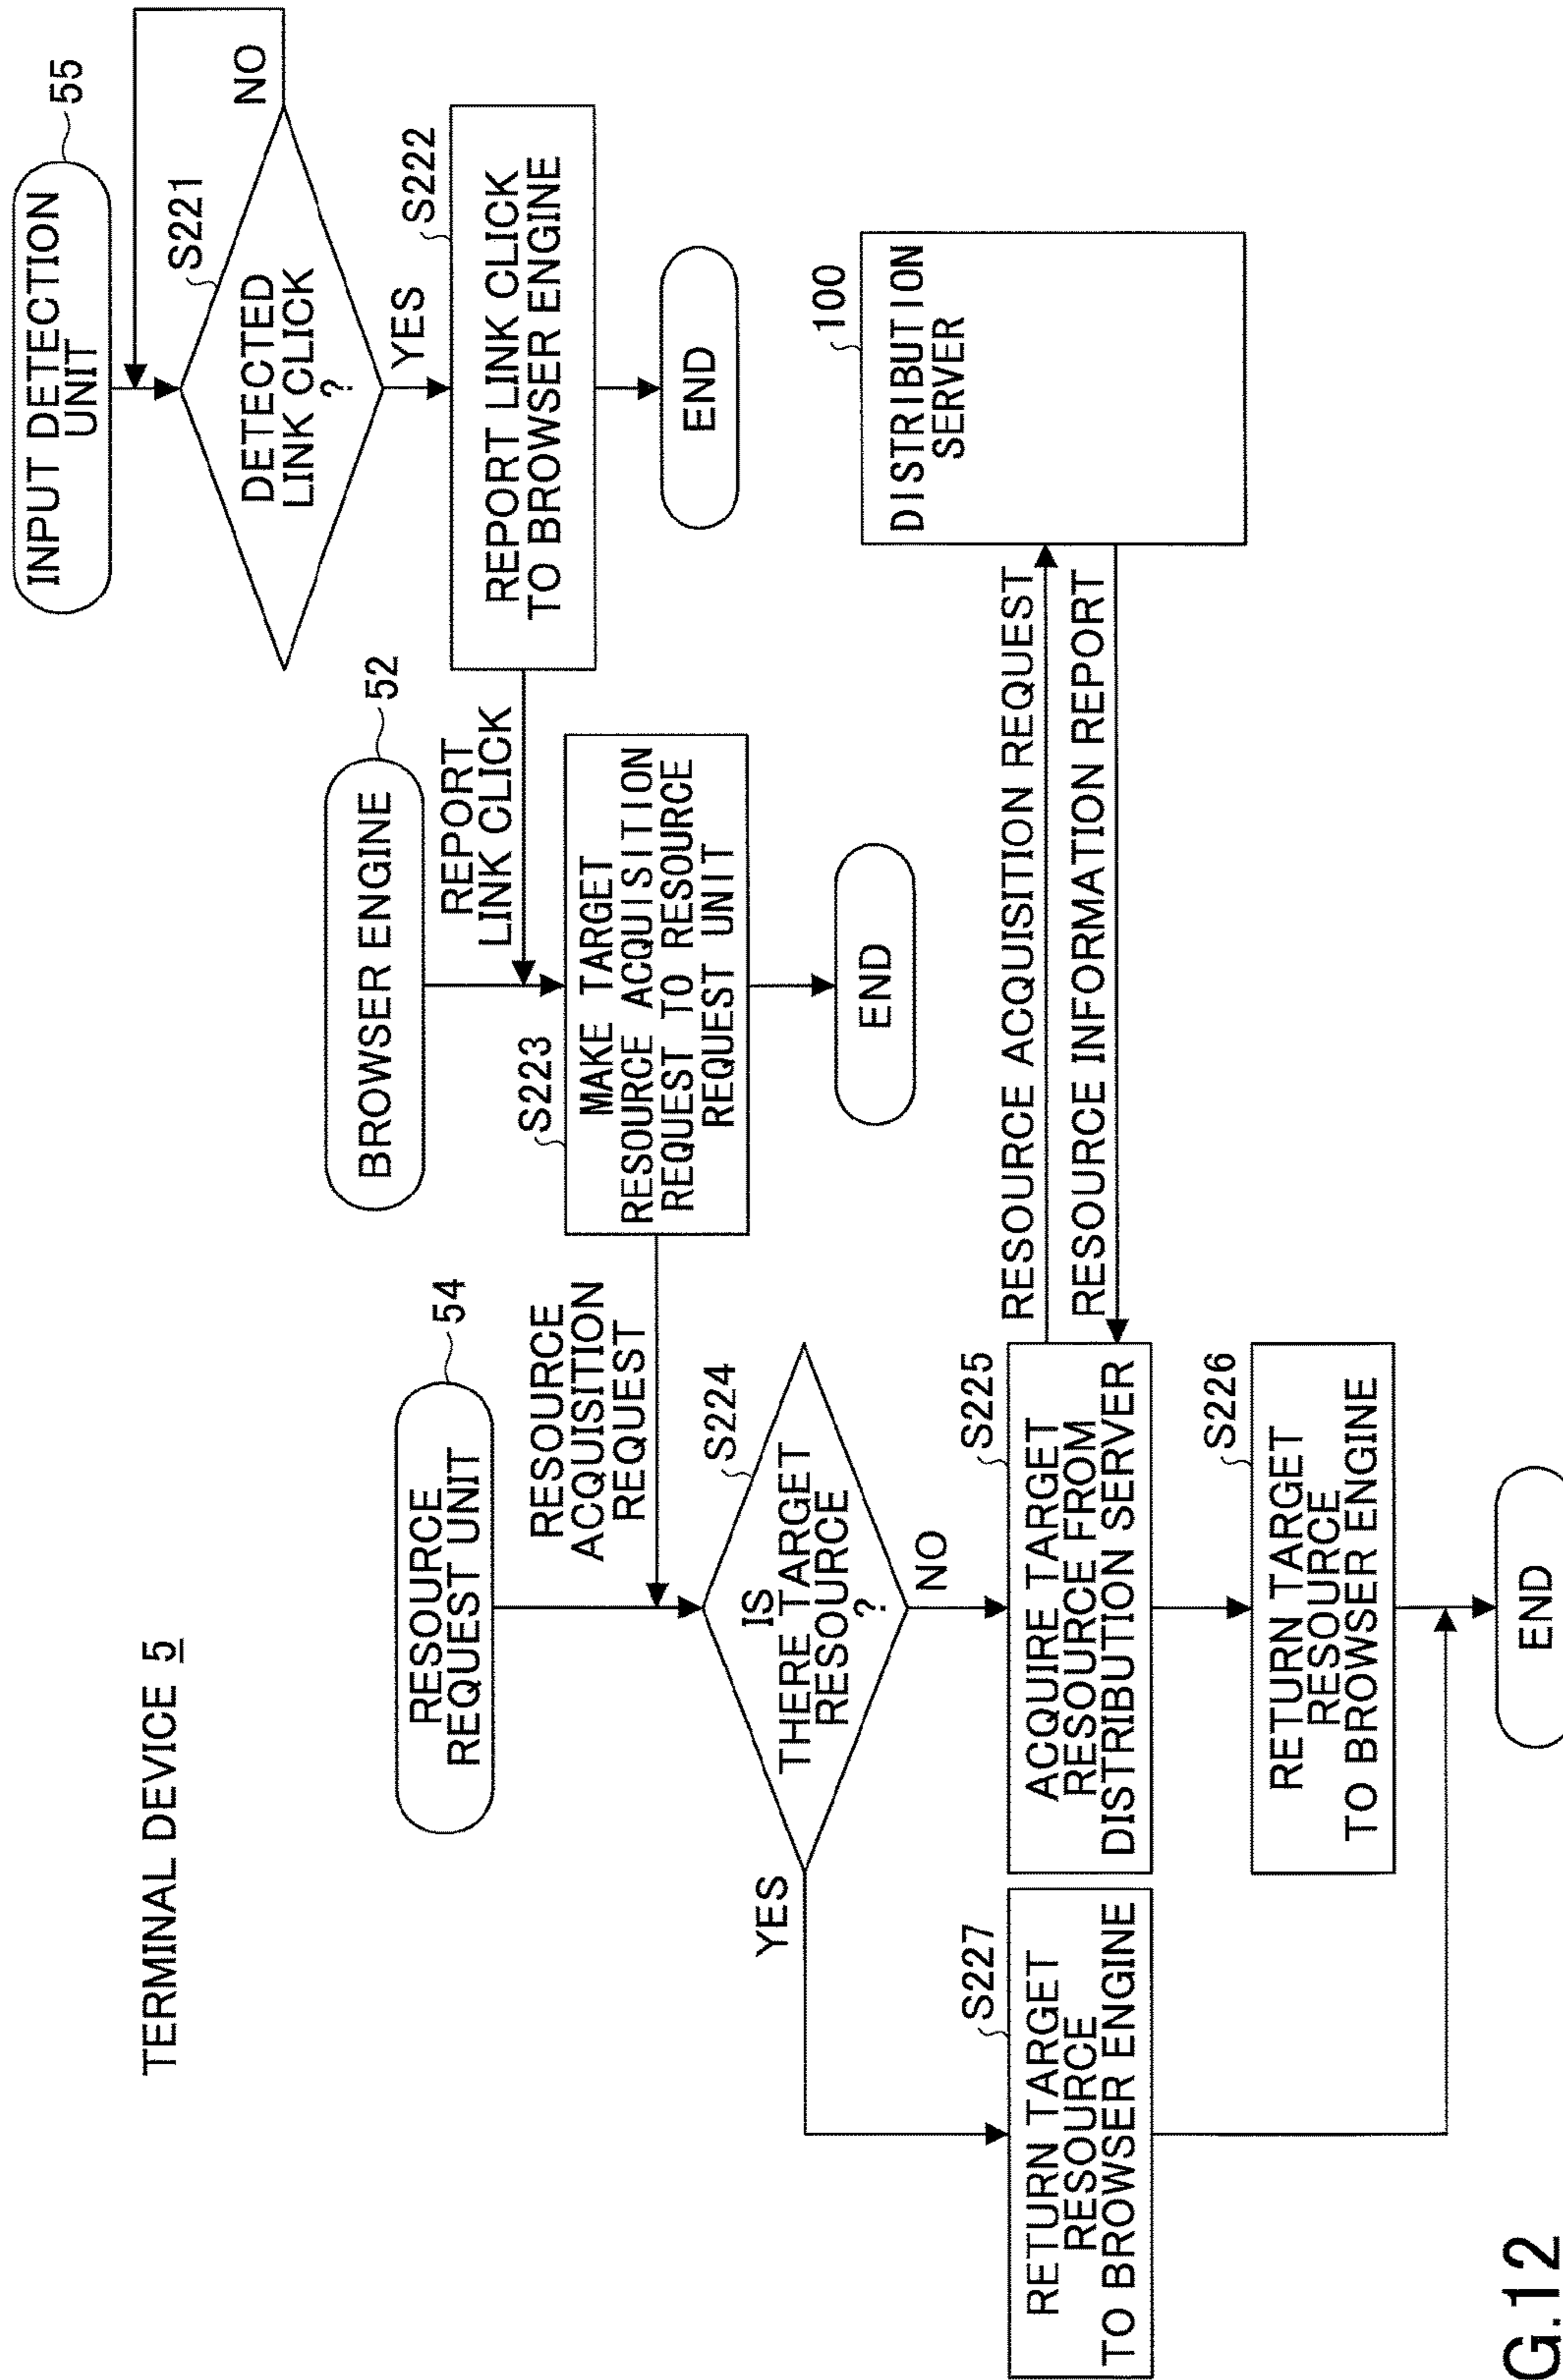 TERMINAL DEVICE 5
INPUT DETECTION
UNIT
55
S221
DETECTED
LINK CLICK
?
NO
YES
S222
REPORT LINK CLICK
TO BROWSER ENGINE
END
BROWSER ENGINE
52
REPORT
LINK CLICK
S223
MAKE TARGET
RESOURCE ACQUISITION
REQUEST TO RESOURCE
REQUEST UNIT
END
RESOURCE
REQUEST UNIT
54
RESOURCE
ACQUISITION
REQUEST
S224
IS
THERE TARGET
RESOURCE
?
YES
NO
S225
ACQUIRE TARGET
RESOURCE FROM
DISTRIBUTION SERVER
RESOURCE ACQUISITION REQUEST
RESOURCE INFORMATION REPORT
100
DISTRIBUTION
SERVER
S226
RETURN TARGET
RESOURCE
TO BROWSER ENGINE
S227
RETURN TARGET
RESOURCE
TO BROWSER ENGINE
END
G.12